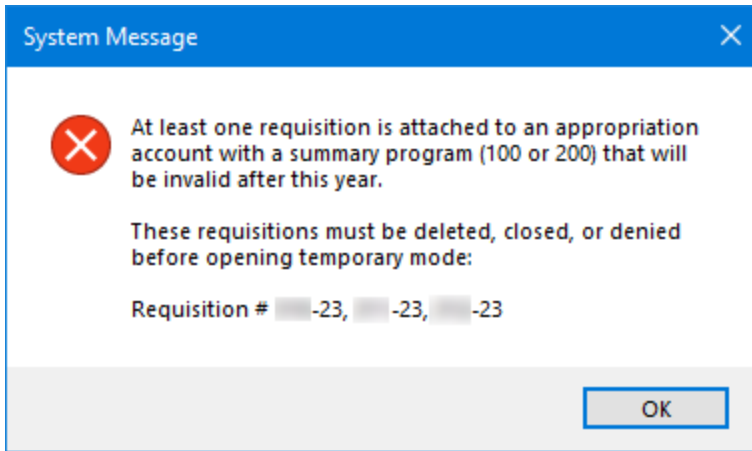 System Message
At least one requisition is attached to an appropriation
account with a summary program (100 or 200) that will
be invalid after this year.
These requisitions must be deleted, closed, or denied
before opening temporary mode:
Requisition # -23, -23, -23
OK